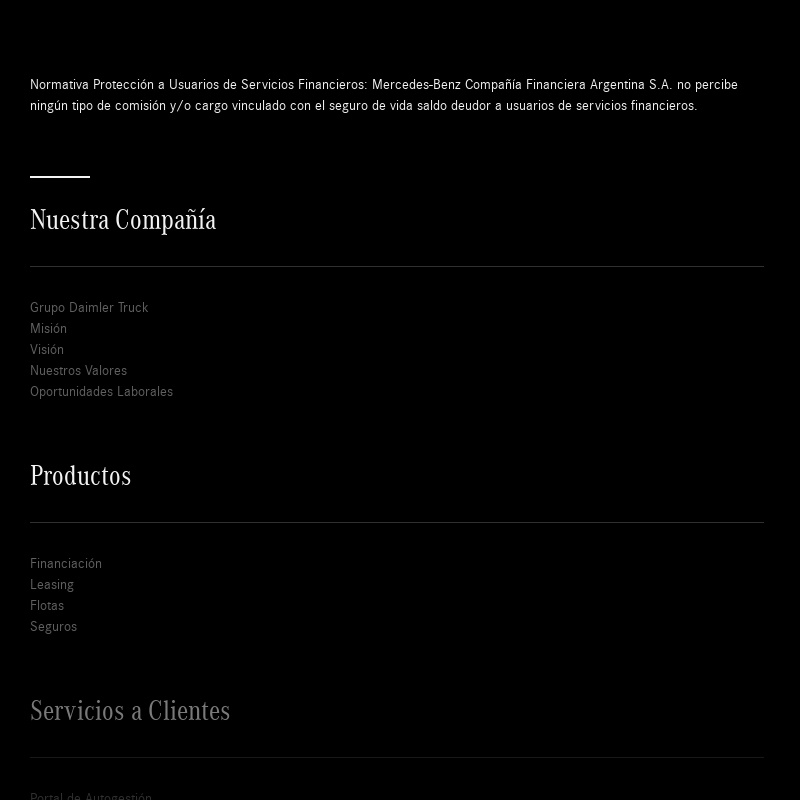 Normativa Protección a Usuarios de Servicios Financieros: Mercedes-Benz Compañía Financiera Argentina S.A. no percibe
ningún tipo de comisión y/o cargo vinculado con el seguro de vida saldo deudor a usuarios de servicios financieros.
Nuestra Compañía
Grupo Daimler Truck
Misión
Visión
Nuestros Valores
Oportunidades Laborales
Productos
Financiación
Leasing
Flotas
Seguros
Servicios a Clientes
Portal de Autogestión